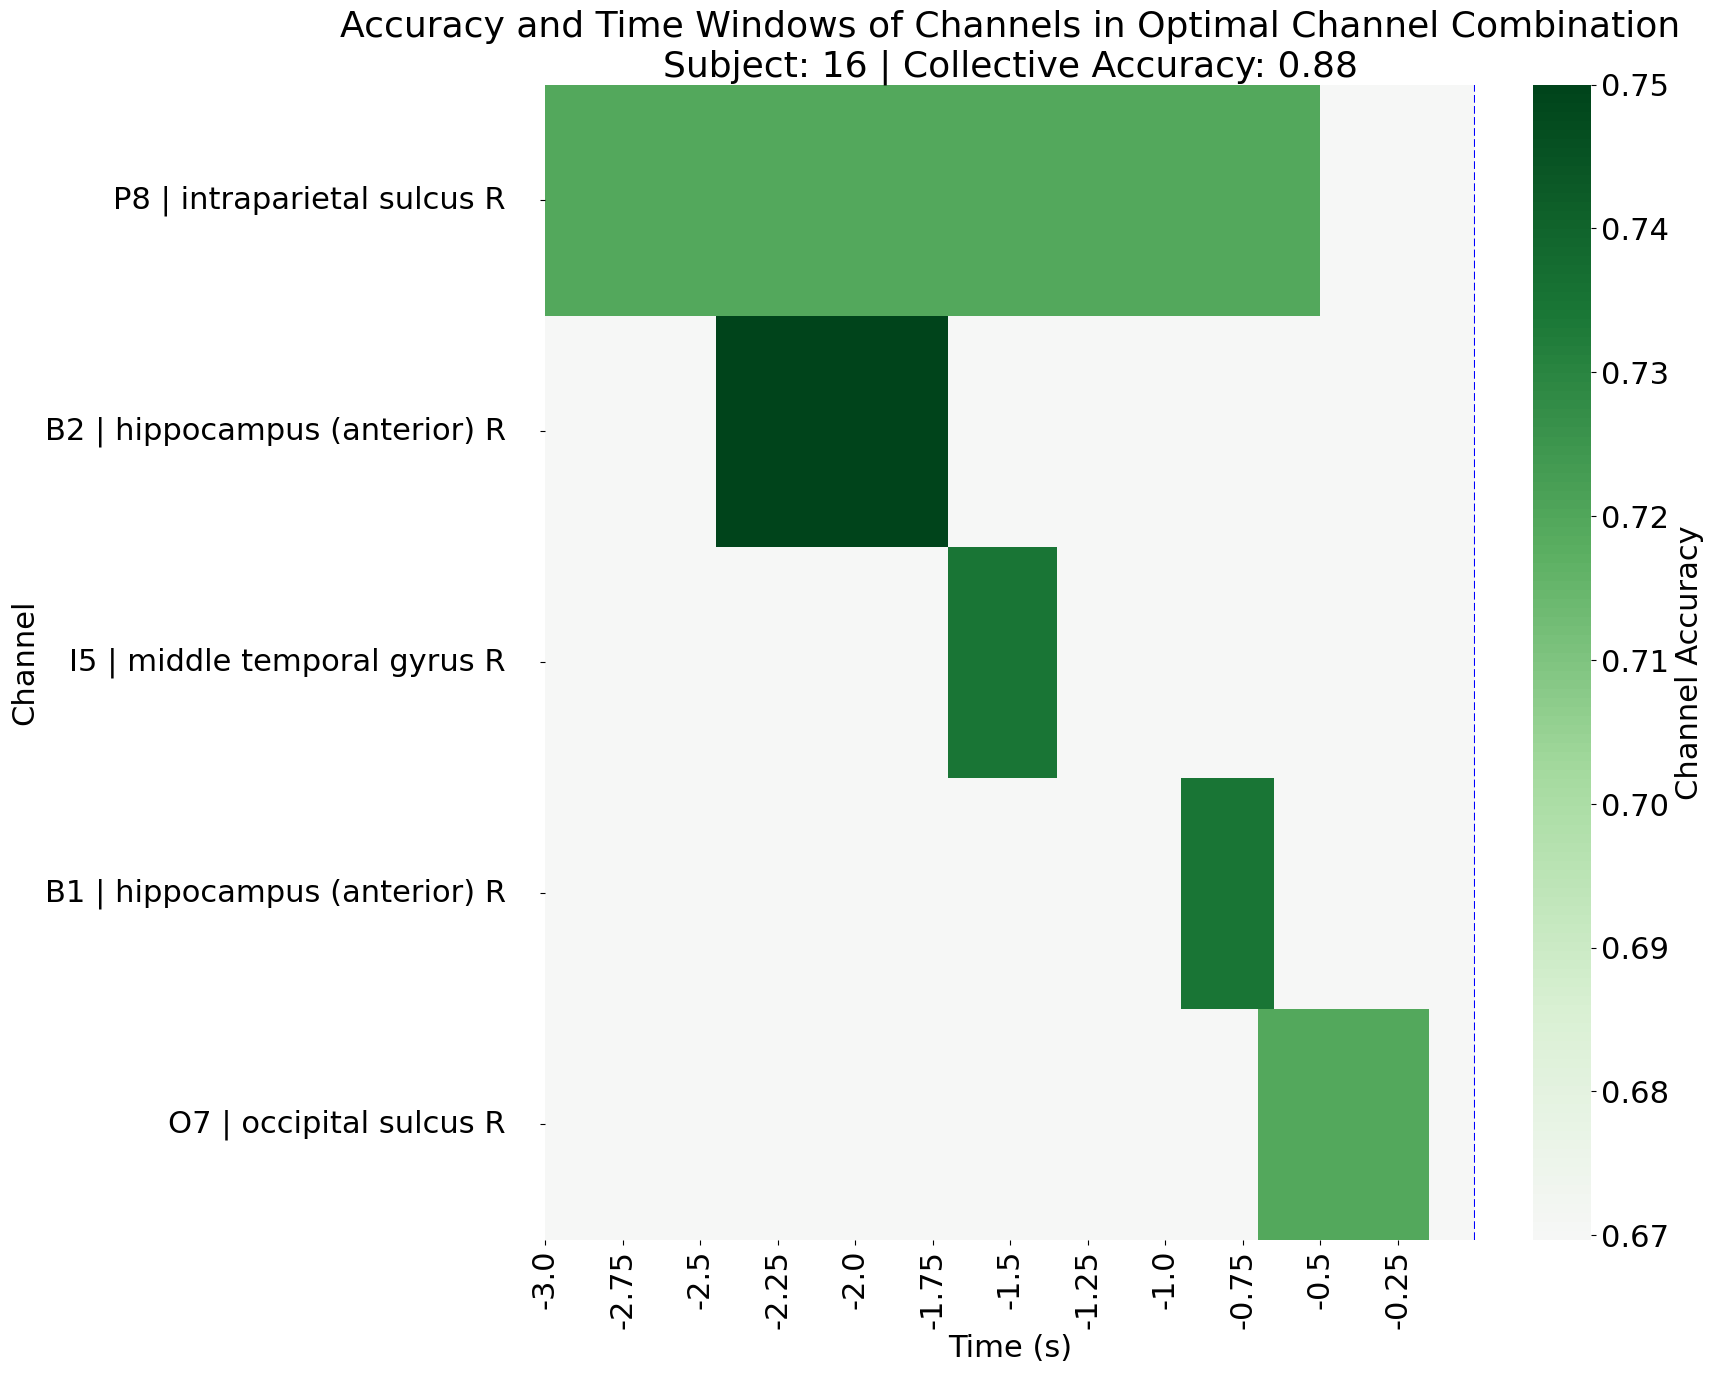 Accuracy and Time Windows of Channels in Optimal Channel Combination
Subject: 16 | Collective Accuracy: 0.88
Channel
P8 | intraparietal sulcus R
B2 | hippocampus (anterior) R
I5 | middle temporal gyrus R
B1 | hippocampus (anterior) R
O7 | occipital sulcus R
-3.0
-2.75
-2.5
-2.25
-2.0
-1.75
-1.5
-1.25
-1.0
-0.75
-0.5
-0.25
Time (s)
0.75
0.74
0.73
0.72
0.71
0.70
0.69
0.68
0.67
Channel Accuracy